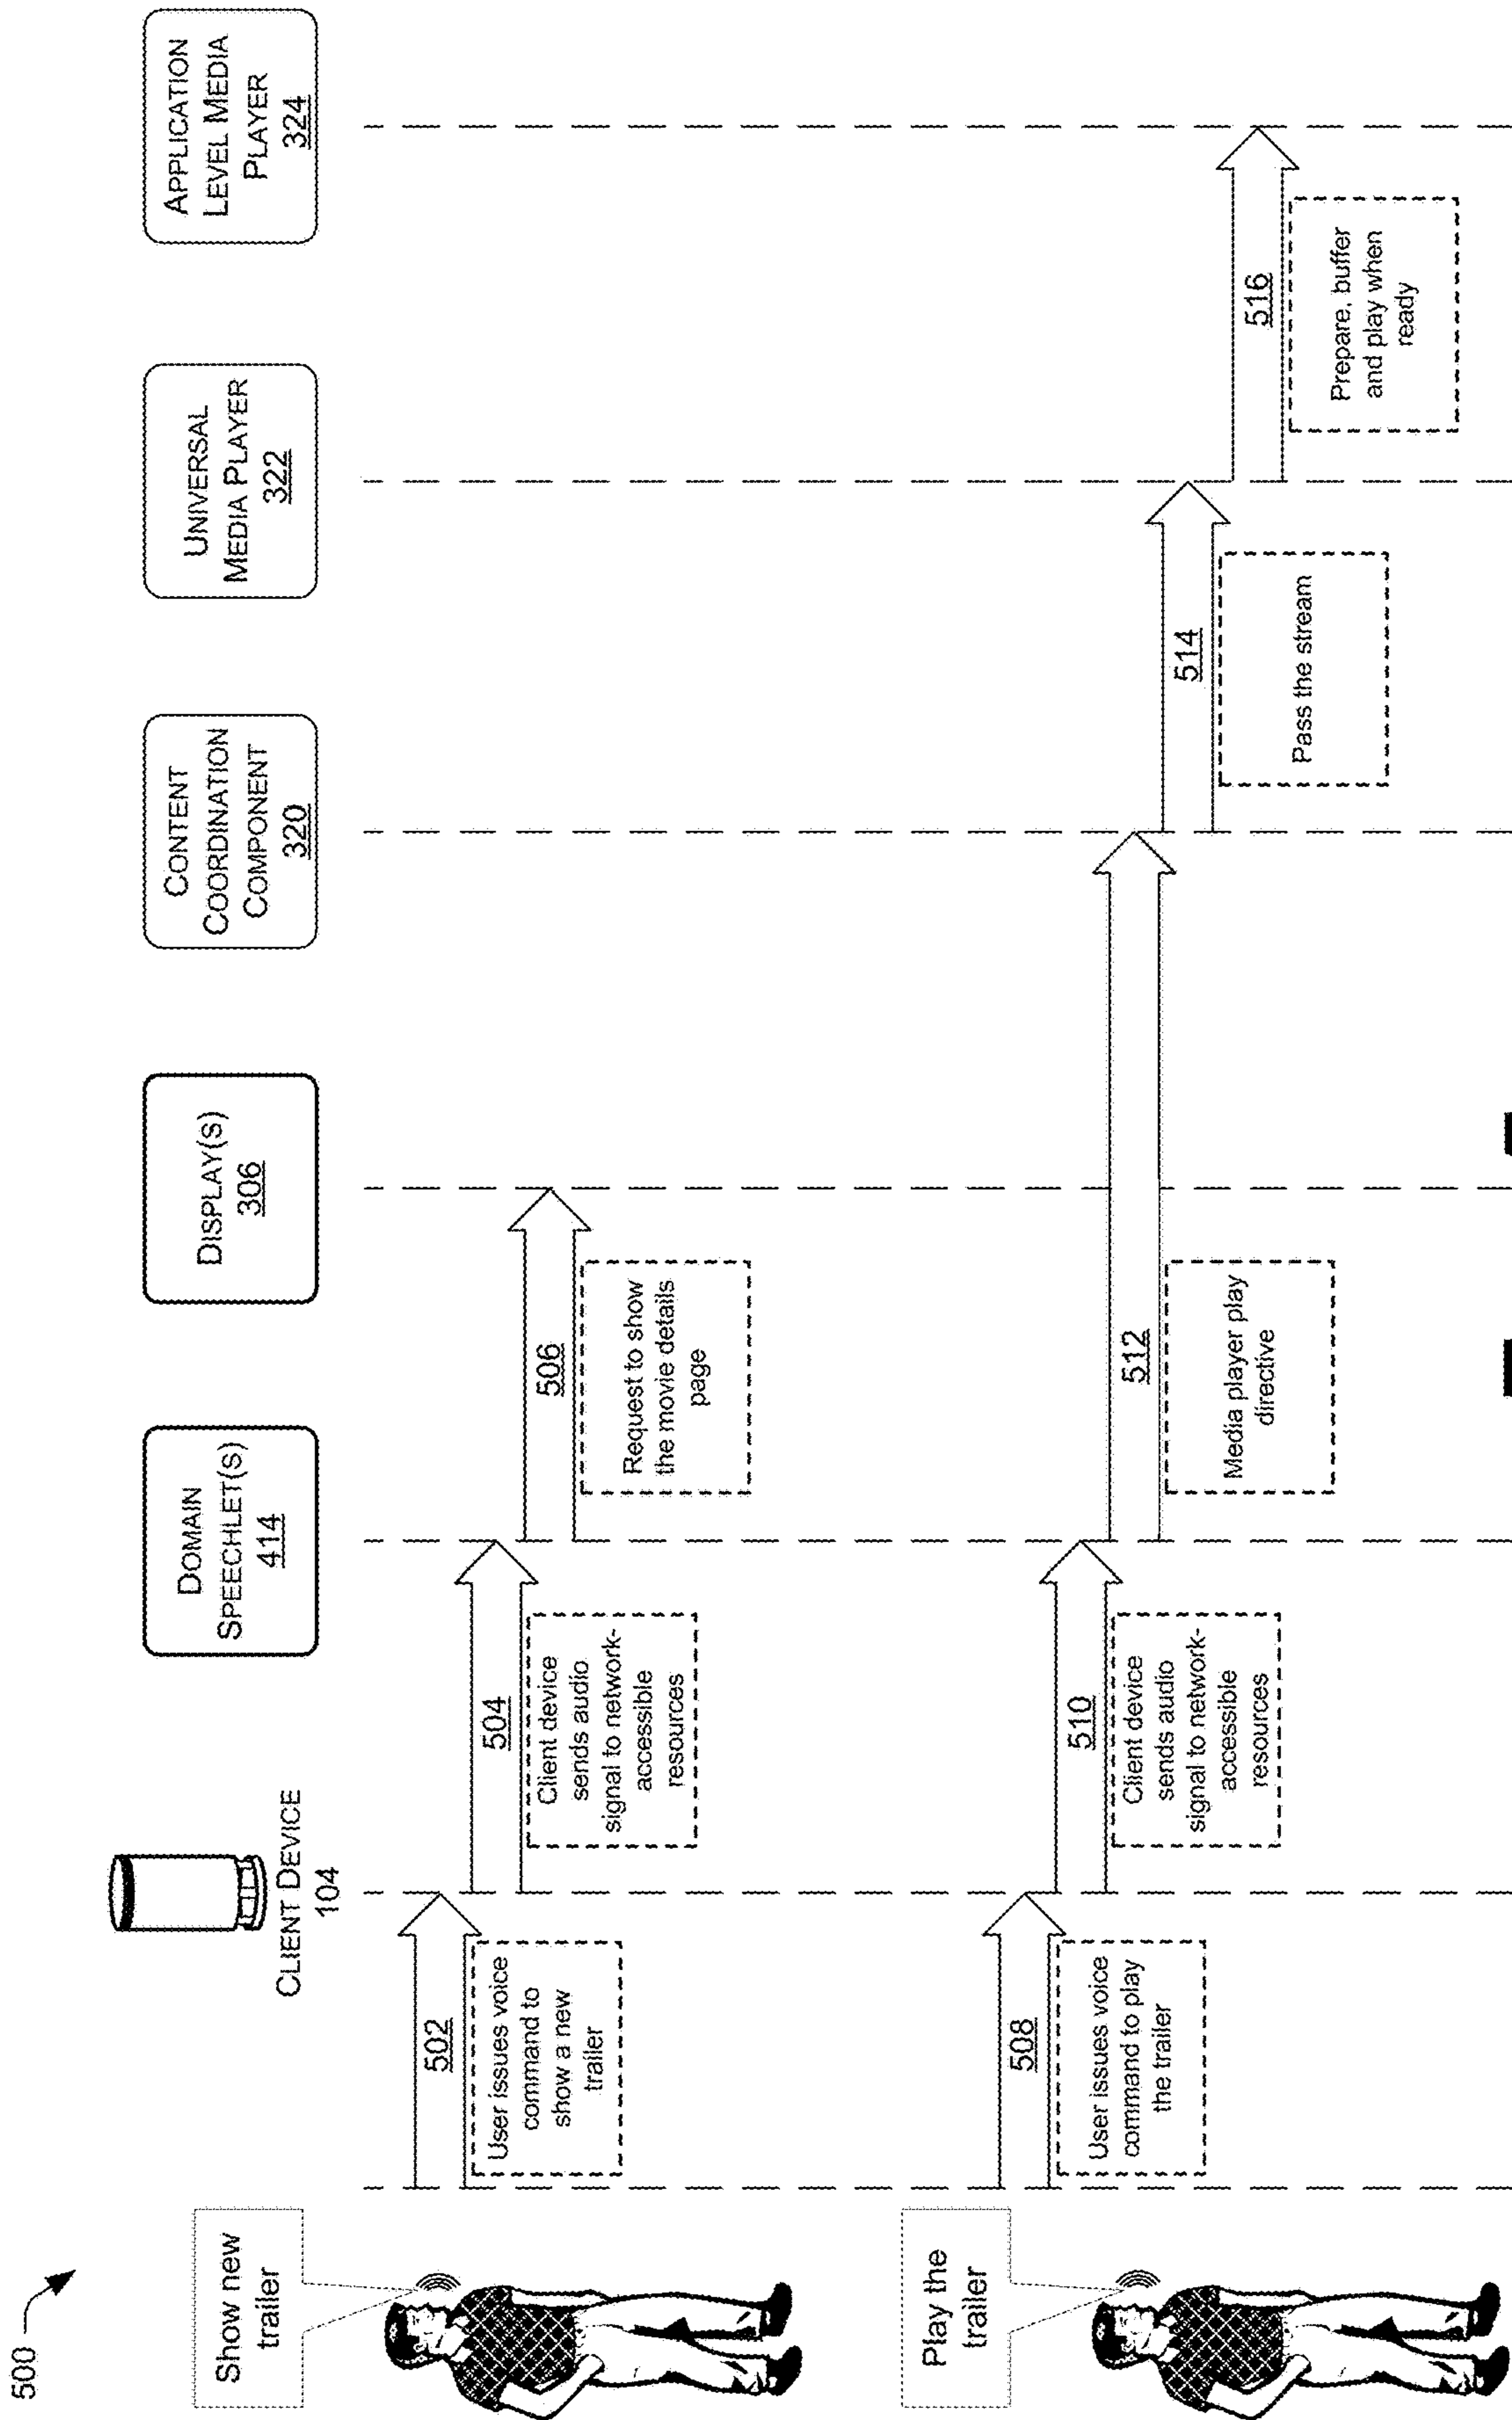 500
CLIENT DEVICE
104
DOMAIN
SPEECHLET(S)
414
DISPLAY(S)
306
CONTENT
COORDINATION
COMPONENT
320
UNIVERSAL
MEDIA PLAYER
322
APPLICATION
LEVEL MEDIA
PLAYER
324
Show new
trailer
502
User issues voice
command to
show a new
trailer
504
Client device
sends audio
signal to network-
accessible
resources
506
Request to show
the movie details
page
Play the
trailer
508
User issues voice
command to play
the trailer
510
Client device
sends audio
signal to network-
accessible
resources
512
Media player play
directive
514
Pass the stream
516
Prepare, buffer
and play when
ready